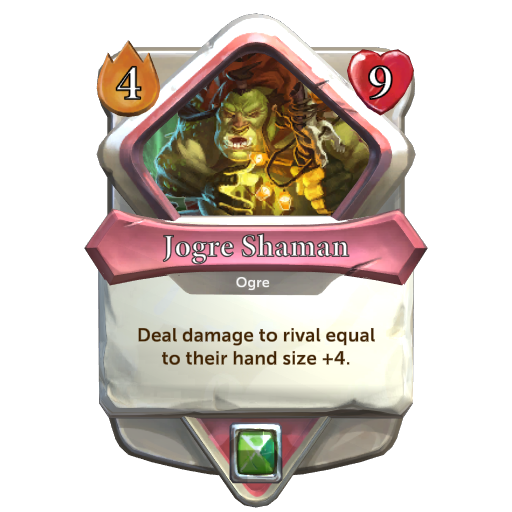 4
9
Jogre Shaman
Ogre
Deal damage to rival equal
to their hand size +4.